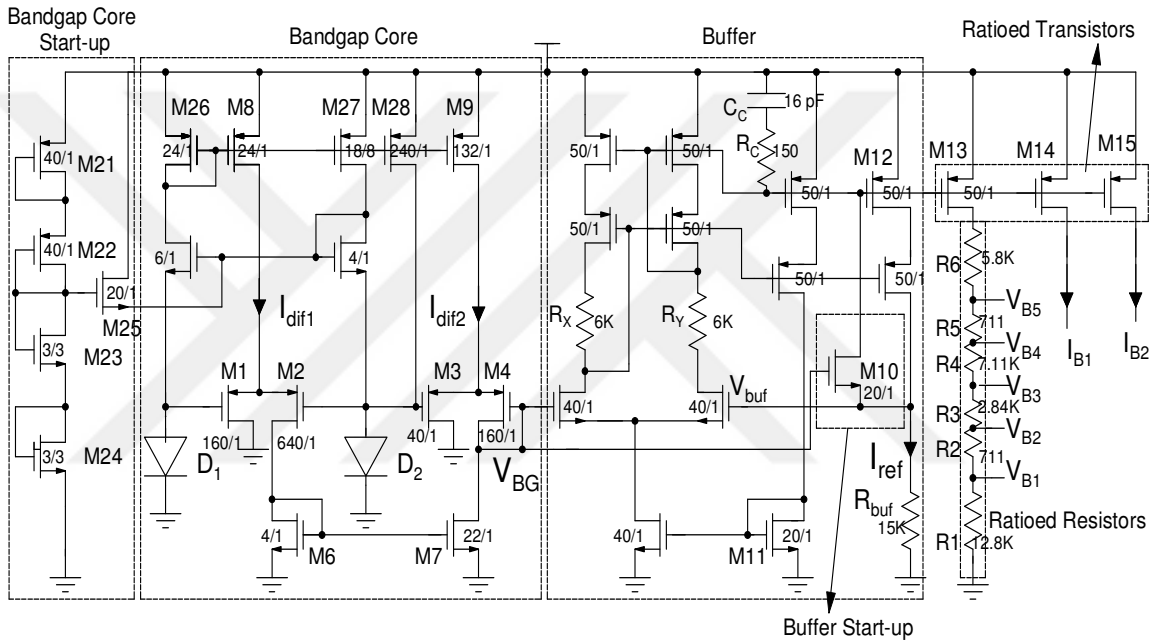 Bandgap Core
Start-up
Bandgap Core
Buffer
Ratioed Transistors
M26
M8
M27
M28
M9
C_C
16 pF
M21
40/1
24/1
24/1
18/8
240/1
132/1
50/1
50/1
R_C
150
M12
M13
M14
M15
50/1
50/1
50/1
M22
40/1
50/1
50/1
6/1
4/1
R6
5.8K
M25
20/1
I_dif1
I_dif2
R_X
6K
R_Y
6K
50/1
50/1
V_B5
R5
711
V_B4
I_B1
I_B2
M23
3/3
R4
7.11K
V_B3
M1
M2
M3
M4
V_buf
M10
20/1
R3
2.84K
V_B2
160/1
640/1
40/1
160/1
40/1
40/1
R2
711
M24
3/3
D_1
D_2
V_BG
I_ref
V_B1
R_buf
15K
M6
4/1
M7
22/1
40/1
M11
20/1
R1
12.8K
Ratioed Resistors
Buffer Start-up